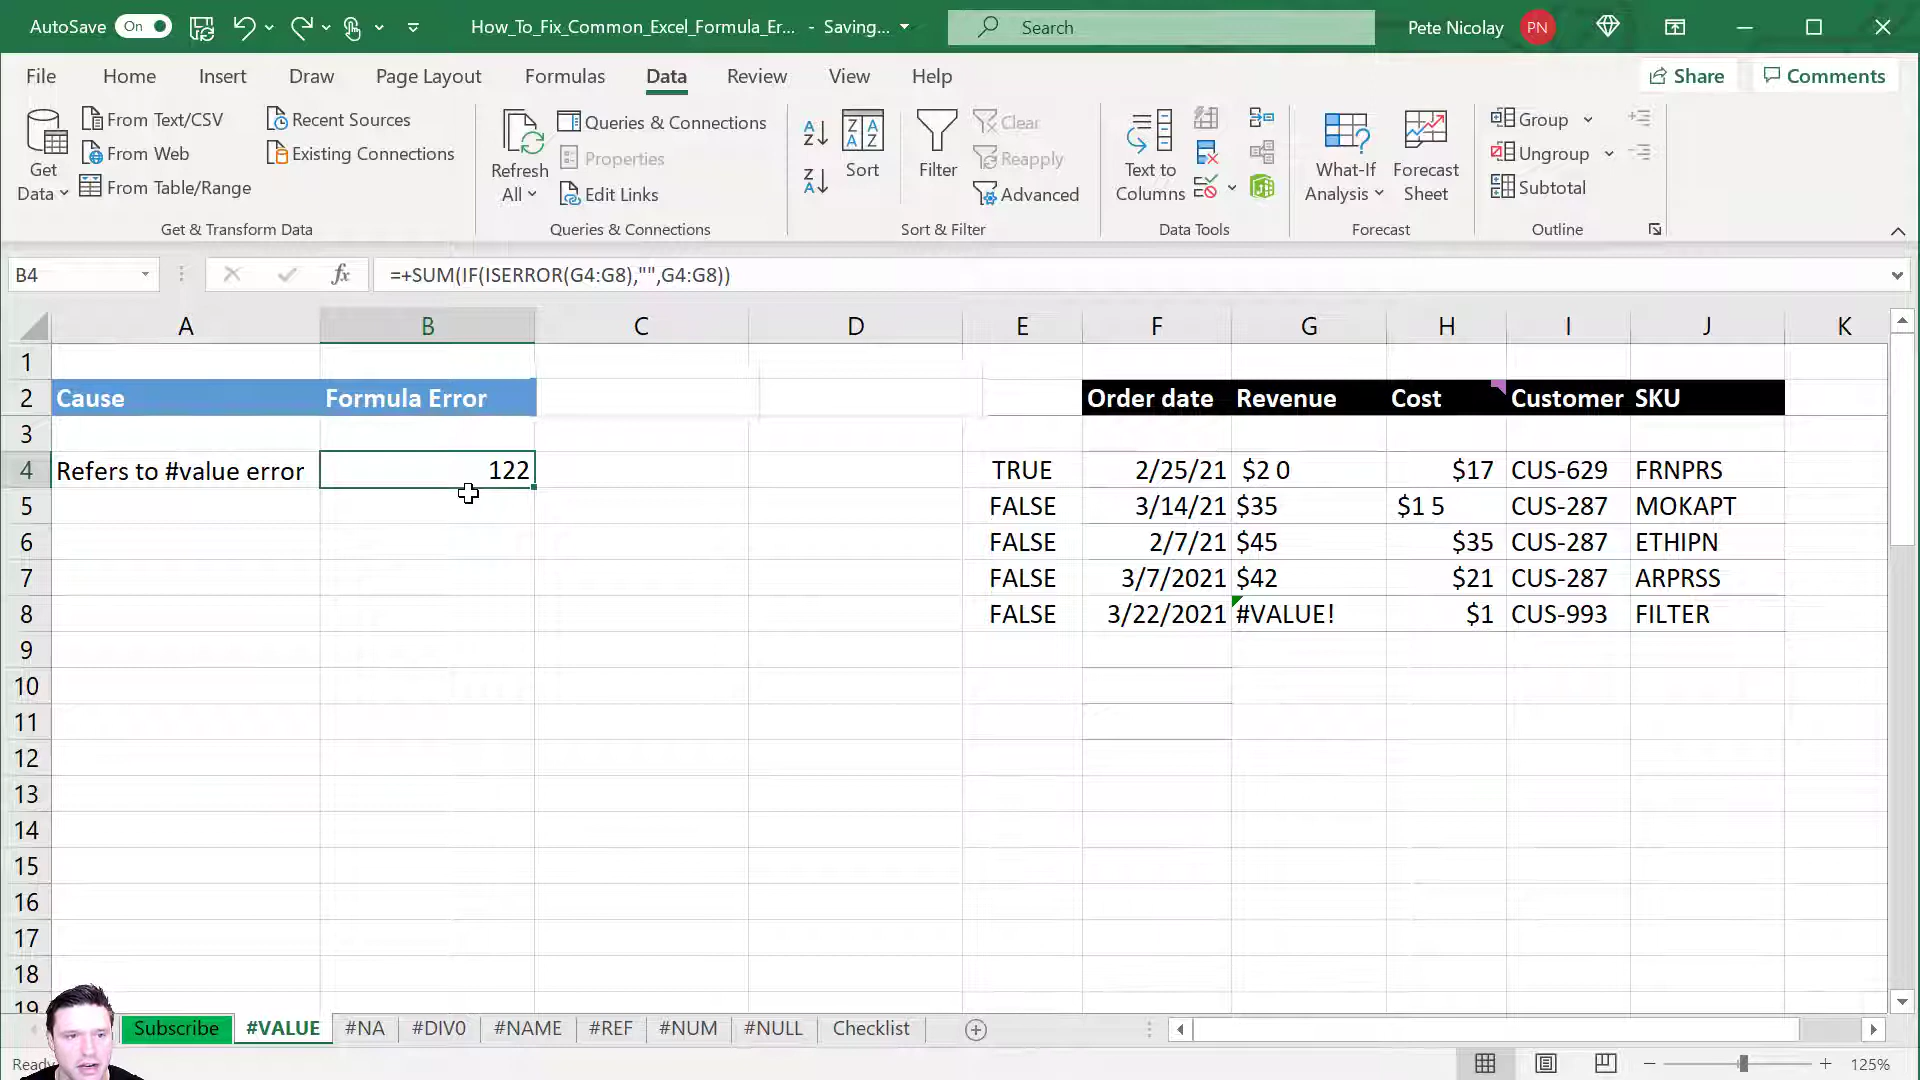 AutoSave On How_To_Fix_Common_Excel_Formula_Er... - Saving... Search Pete Nicolay PN
File Home Insert Draw Page Layout Formulas Data Review View Help Share Comments
Get Data
From Text/CSV
From Web
From Table/Range
Recent Sources
Existing Connections
Get & Transform Data
Refresh All
Queries & Connections
Properties
Edit Links
Queries & Connections
Sort
Filter
Clear
Reapply
Advanced
Sort & Filter
Text to Columns
Data Tools
What-If Analysis
Forecast Sheet
Forecast
Group
Ungroup
Subtotal
Outline
B4 fx =+SUM(IF(ISERROR(G4:G8),"",G4:G8))
A B C D E F G H I J K
1
2 Cause Formula Error Order date Revenue Cost Customer SKU
3
4 Refers to #value error 122 TRUE 2/25/21 $2 0 $17 CUS-629 FRNPRS
5 FALSE 3/14/21 $35 $1 5 CUS-287 MOKAPT
6 FALSE 2/7/21 $45 $35 CUS-287 ETHIPN
7 FALSE 3/7/2021 $42 $21 CUS-287 ARPRSS
8 FALSE 3/22/2021 #VALUE! $1 CUS-993 FILTER
9
10
11
12
13
14
15
16
17
18
19
Subscribe #VALUE #NA #DIV0 #NAME #REF #NUM #NULL Checklist
Ready 125%